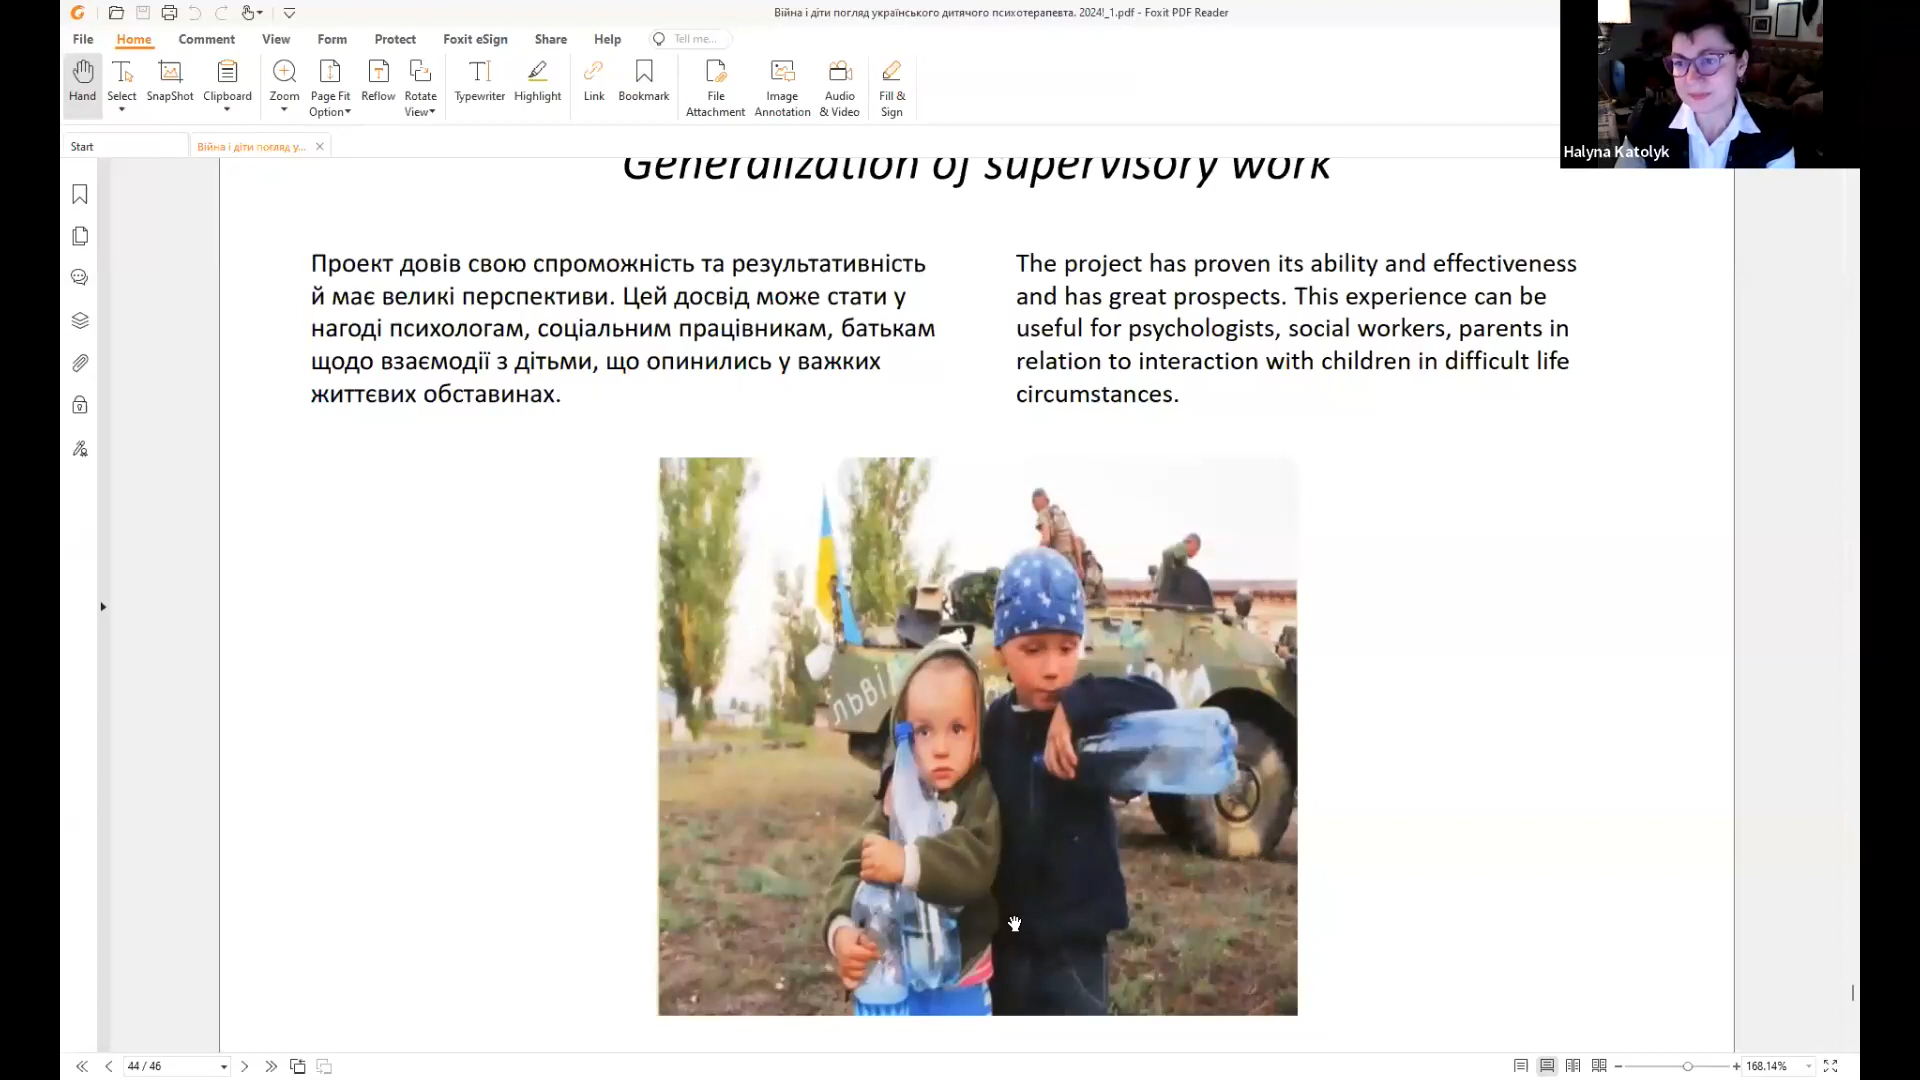 Війна і діти погляд українського дитячого психотерапевта. 2024!_1.pdf - Foxit PDF Reader
File Home Comment View Form Protect Foxit eSign Share Help Tell me...
Hand Select SnapShot Clipboard Zoom Page Fit Option Reflow Rotate View Typewriter Highlight Link Bookmark File Attachment Image Annotation Audio & Video Fill & Sign
Start Війна і діти погляд у...
Halyna Katolyk
Generalization of supervisory work
Проект довів свою спроможність та результативність
й має великі перспективи. Цей досвід може стати у
нагоді психологам, соціальним працівникам, батькам
щодо взаємодії з дітьми, що опинились у важких
життєвих обставинах.
The project has proven its ability and effectiveness
and has great prospects. This experience can be
useful for psychologists, social workers, parents in
relation to interaction with children in difficult life
circumstances.
ЛЬВІ
44 / 46
168.14%